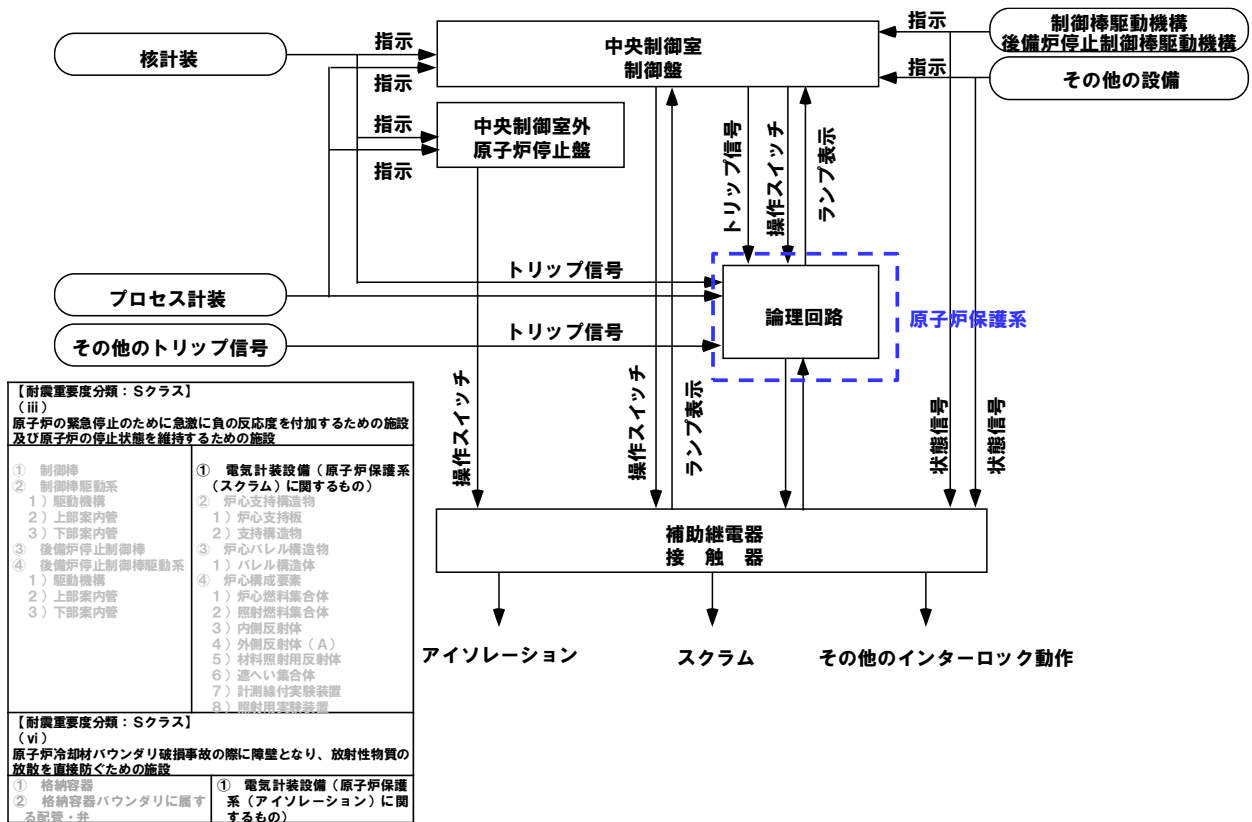 核計装
指示
指示
中央制御室
制御盤
指示
指示
制御棒駆動機構
後備炉停止制御棒駆動機構
その他の設備
指示
指示
中央制御室外
原子炉停止盤
トリップ信号
操作スイッチ
ランプ表示
プロセス計装
トリップ信号
その他のトリップ信号
トリップ信号
論理回路
原子炉保護系
操作スイッチ
操作スイッチ
ランプ表示
状態信号
状態信号
補助継電器
接触器
アイソレーション
スクラム
その他のインターロック動作
【耐震重要度分類：Sクラス】
（ⅲ）
原子炉の緊急停止のために急激に負の反応度を付加するための施設
及び原子炉の停止状態を維持するための施設
① 制御棒
② 制御棒駆動系
1）駆動機構
2）上部案内管
3）下部案内管
③ 後備炉停止制御棒
④ 後備炉停止制御棒駆動系
1）駆動機構
2）上部案内管
3）下部案内管
① 電気計装設備（原子炉保護系
（スクラム）に関するもの）
② 炉心支持構造物
1）炉心支持板
2）支持構造物
③ 炉心バレル構造物
1）バレル構造体
④ 炉心構成要素
1）炉心燃料集合体
2）照射燃料集合体
3）内側反射体
4）外側反射体（A）
5）材料照射用反射体
6）遮へい集合体
7）計測線付実験装置
8）照射用実験装置
【耐震重要度分類：Sクラス】
（ⅵ）
原子炉冷却材バウンダリ破損事故の際に障壁となり、放射性物質の
放散を直接防ぐための施設
① 格納容器
② 格納容器バウンダリに属す
る配管・弁
① 電気計装設備（原子炉保護
系（アイソレーション）に関
するもの）